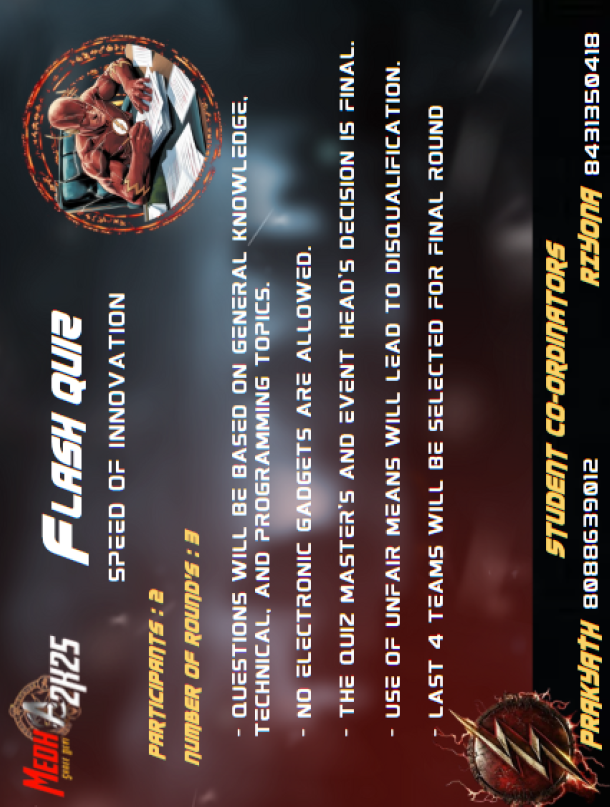 MEDHA
2K25
FLASH QUIZ
SPEED OF INNOVATION
PARTICIPANTS : 2
NUMBER OF ROUND'S : 3
- QUESTIONS WILL BE BASED ON GENERAL KNOWLEDGE,
TECHNICAL, AND PROGRAMMING TOPICS.
- NO ELECTRONIC GADGETS ARE ALLOWED.
- THE QUIZ MASTER'S AND EVENT HEAD'S DECISION IS FINAL.
- USE OF UNFAIR MEANS WILL LEAD TO DISQUALIFICATION.
- LAST 4 TEAMS WILL BE SELECTED FOR FINAL ROUND
STUDENT CO-ORDINATORS
PRAKYATH 8088639012
RIZYONA 8431350418